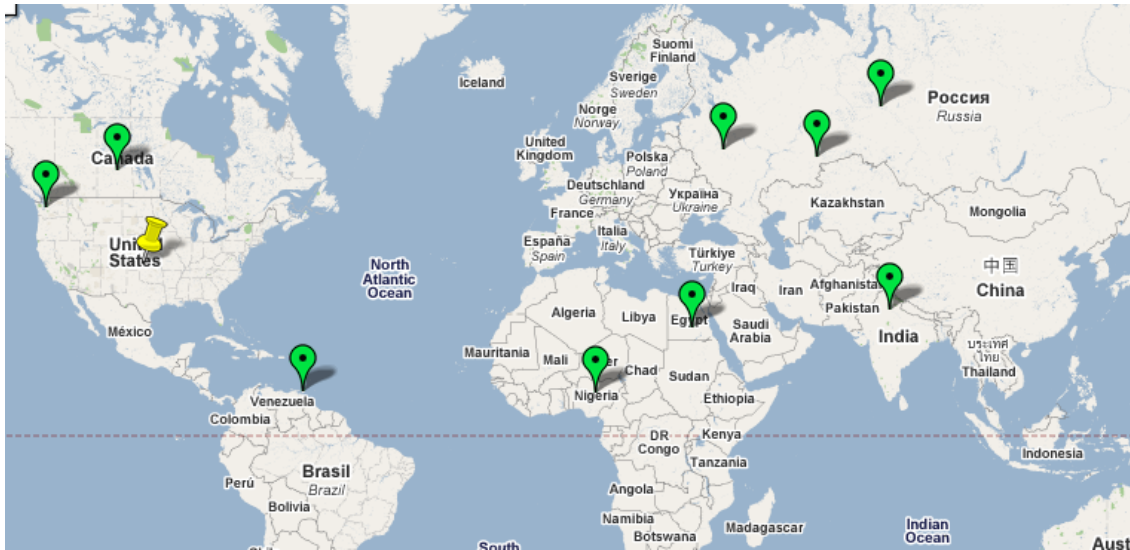 Suomi
Finland
Iceland
Sverige
Sweden
Россия
Russia
Norge
Norway
United
Kingdom
Canada
Polska
Poland
Deutschland
Germany
Україна
Ukraine
Kazakhstan
Mongolia
France
Italia
Italy
España
Spain
United
States
Türkiye
Turkey
North
Atlantic
Ocean
中国
China
Iraq
Iran
Afghanistan
Pakistan
Algeria
Libya
Egypt
Saudi
Arabia
India
México
ประเทศ
ไทย
Thailand
Mauritania
Mali
Chad
Sudan
Nigeria
Ethiopia
Venezuela
Colombia
DR
Congo
Kenya
Tanzania
Indonesia
Brasil
Brazil
Perú
Bolivia
Angola
Namibia
Botswana
Madagascar
Indian
Ocean
South